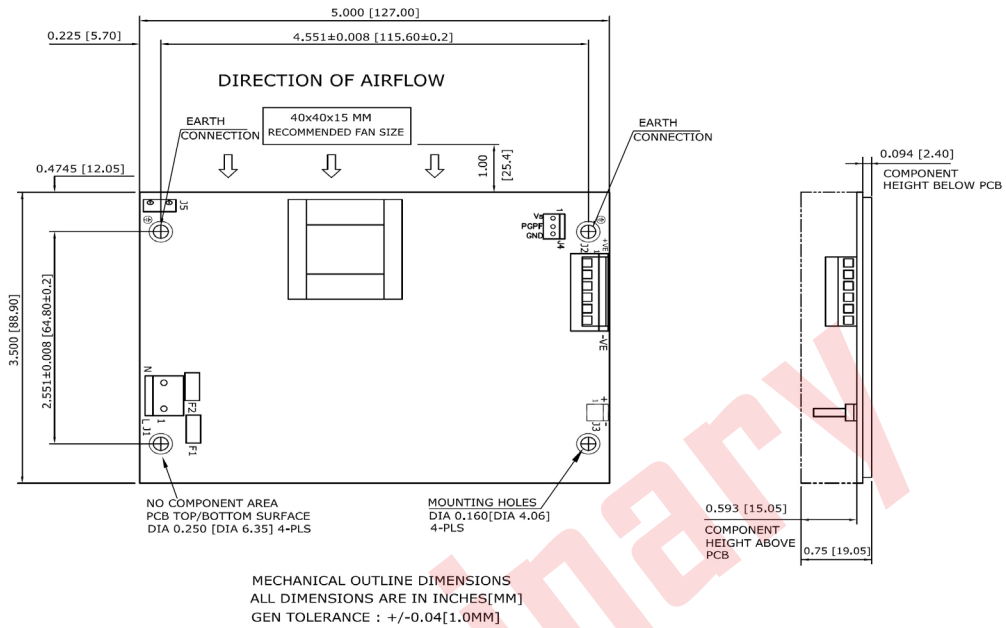 5.000 [127.00]
0.225 [5.70]
4.551±0.008 [115.60±0.2]
DIRECTION OF AIRFLOW
40x40x15 MM
RECOMMENDED FAN SIZE
EARTH
CONNECTION
EARTH
CONNECTION
1.00
[25.4]
0.4745 [12.05]
0.094 [2.40]
COMPONENT
HEIGHT BELOW PCB
J5
1
Vs
PGPF
GND
J4
+VE
J2
1
-VE
3.500 [88.90]
2.551±0.008 [64.80±0.2]
N
F2
1
L
J1
F1
+
1
-
J3
NO COMPONENT AREA
PCB TOP/BOTTOM SURFACE
DIA 0.250 [DIA 6.35] 4-PLS
MOUNTING HOLES
DIA 0.160[DIA 4.06]
4-PLS
0.593 [15.05]
COMPONENT
HEIGHT ABOVE
PCB
0.75 [19.05]
MECHANICAL OUTLINE DIMENSIONS
ALL DIMENSIONS ARE IN INCHES[MM]
GEN TOLERANCE : +/-0.04[1.0MM]
inary